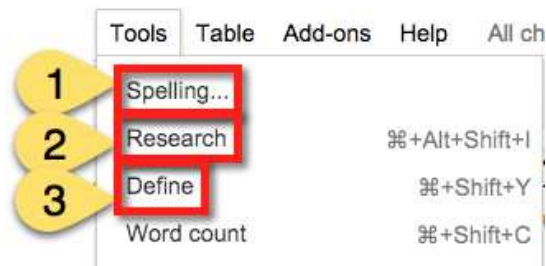 Tools Table Add-ons Help All ch
1 Spelling...
2 Research ⌘+Alt+Shift+I
3 Define ⌘+Shift+Y
Word count ⌘+Shift+C